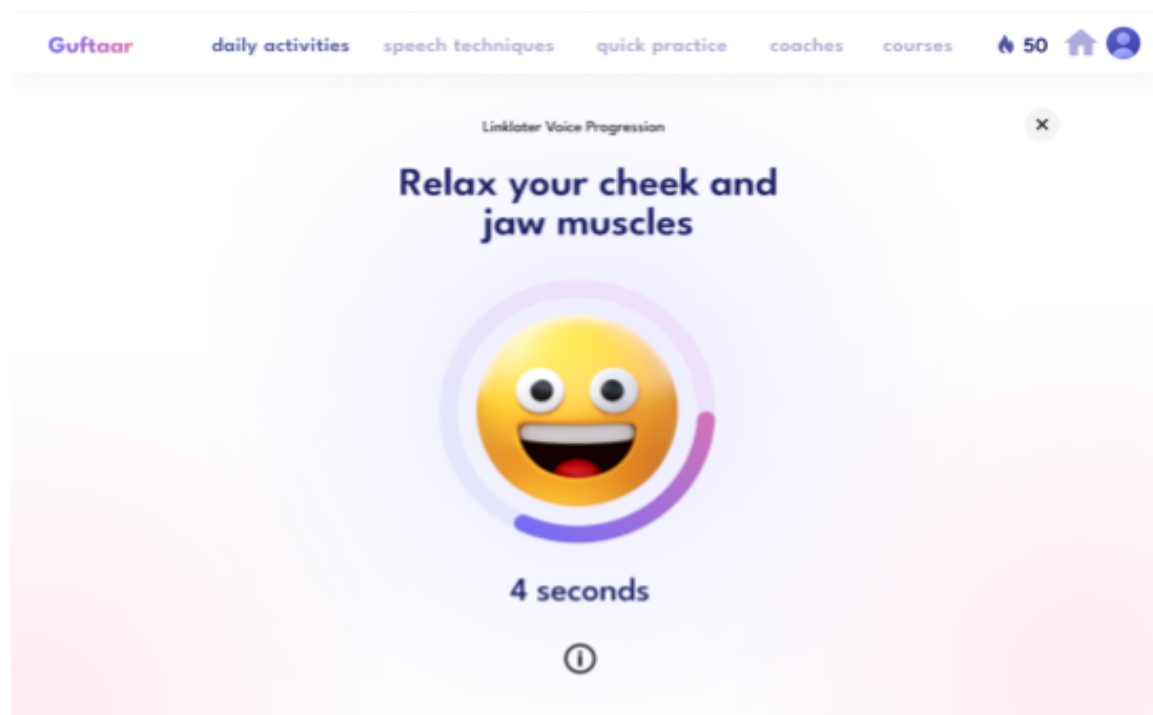 Guftaar daily activities speech techniques quick practice coaches courses 50
Linklater Voice Progression
Relax your cheek and
jaw muscles
4 seconds